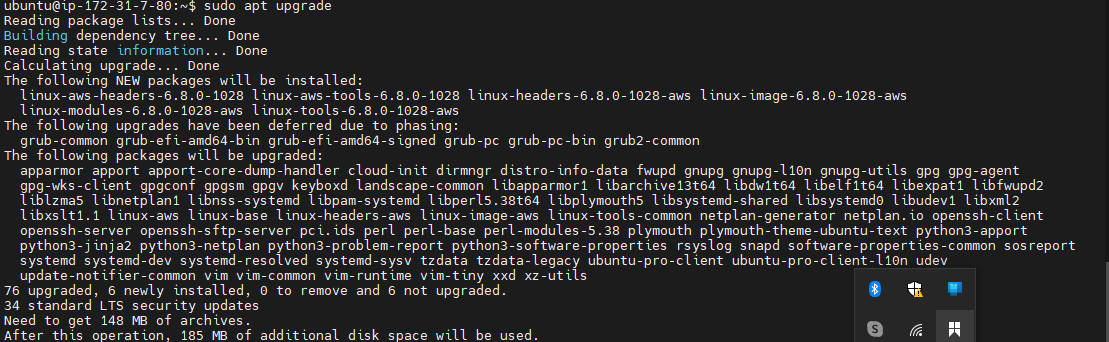 ubuntu@ip-172-31-7-80:~$ sudo apt upgrade
Reading package lists... Done
Building dependency tree... Done
Reading state information... Done
Calculating upgrade... Done
The following NEW packages will be installed:
  linux-aws-headers-6.8.0-1028 linux-aws-tools-6.8.0-1028 linux-headers-6.8.0-1028-aws linux-image-6.8.0-1028-aws
  linux-modules-6.8.0-1028-aws linux-tools-6.8.0-1028-aws
The following upgrades have been deferred due to phasing:
  grub-common grub-efi-amd64-bin grub-efi-amd64-signed grub-pc grub-pc-bin grub2-common
The following packages will be upgraded:
  apparmor apport apport-core-dump-handler cloud-init dirmngr distro-info-data fwupd gnupg gnupg-l10n gnupg-utils gpg gpg-agent
  gpg-wks-client gpgconf gpgsm gpgv keyboxd landscape-common libapparmor1 libarchive13t64 libdw1t64 libelf1t64 libexpat1 libfwupd2
  liblzma5 libnetplan1 libnss-systemd libpam-systemd libperl5.38t64 libplymouth5 libsystemd-shared libsystemd0 libudev1 libxml2
  libxslt1.1 linux-aws linux-base linux-headers-aws linux-image-aws linux-tools-common netplan-generator netplan.io openssh-client
  openssh-server openssh-sftp-server pci.ids perl perl-base perl-modules-5.38 plymouth plymouth-theme-ubuntu-text python3-apport
  python3-jinja2 python3-netplan python3-problem-report python3-software-properties rsyslog snapd software-properties-common sosreport
  systemd systemd-dev systemd-resolved systemd-sysv tzdata tzdata-legacy ubuntu-pro-client ubuntu-pro-client-l10n udev
  update-notifier-common vim vim-common vim-runtime vim-tiny xxd xz-utils
76 upgraded, 6 newly installed, 0 to remove and 6 not upgraded.
34 standard LTS security updates
Need to get 148 MB of archives.
After this operation, 185 MB of additional disk space will be used.